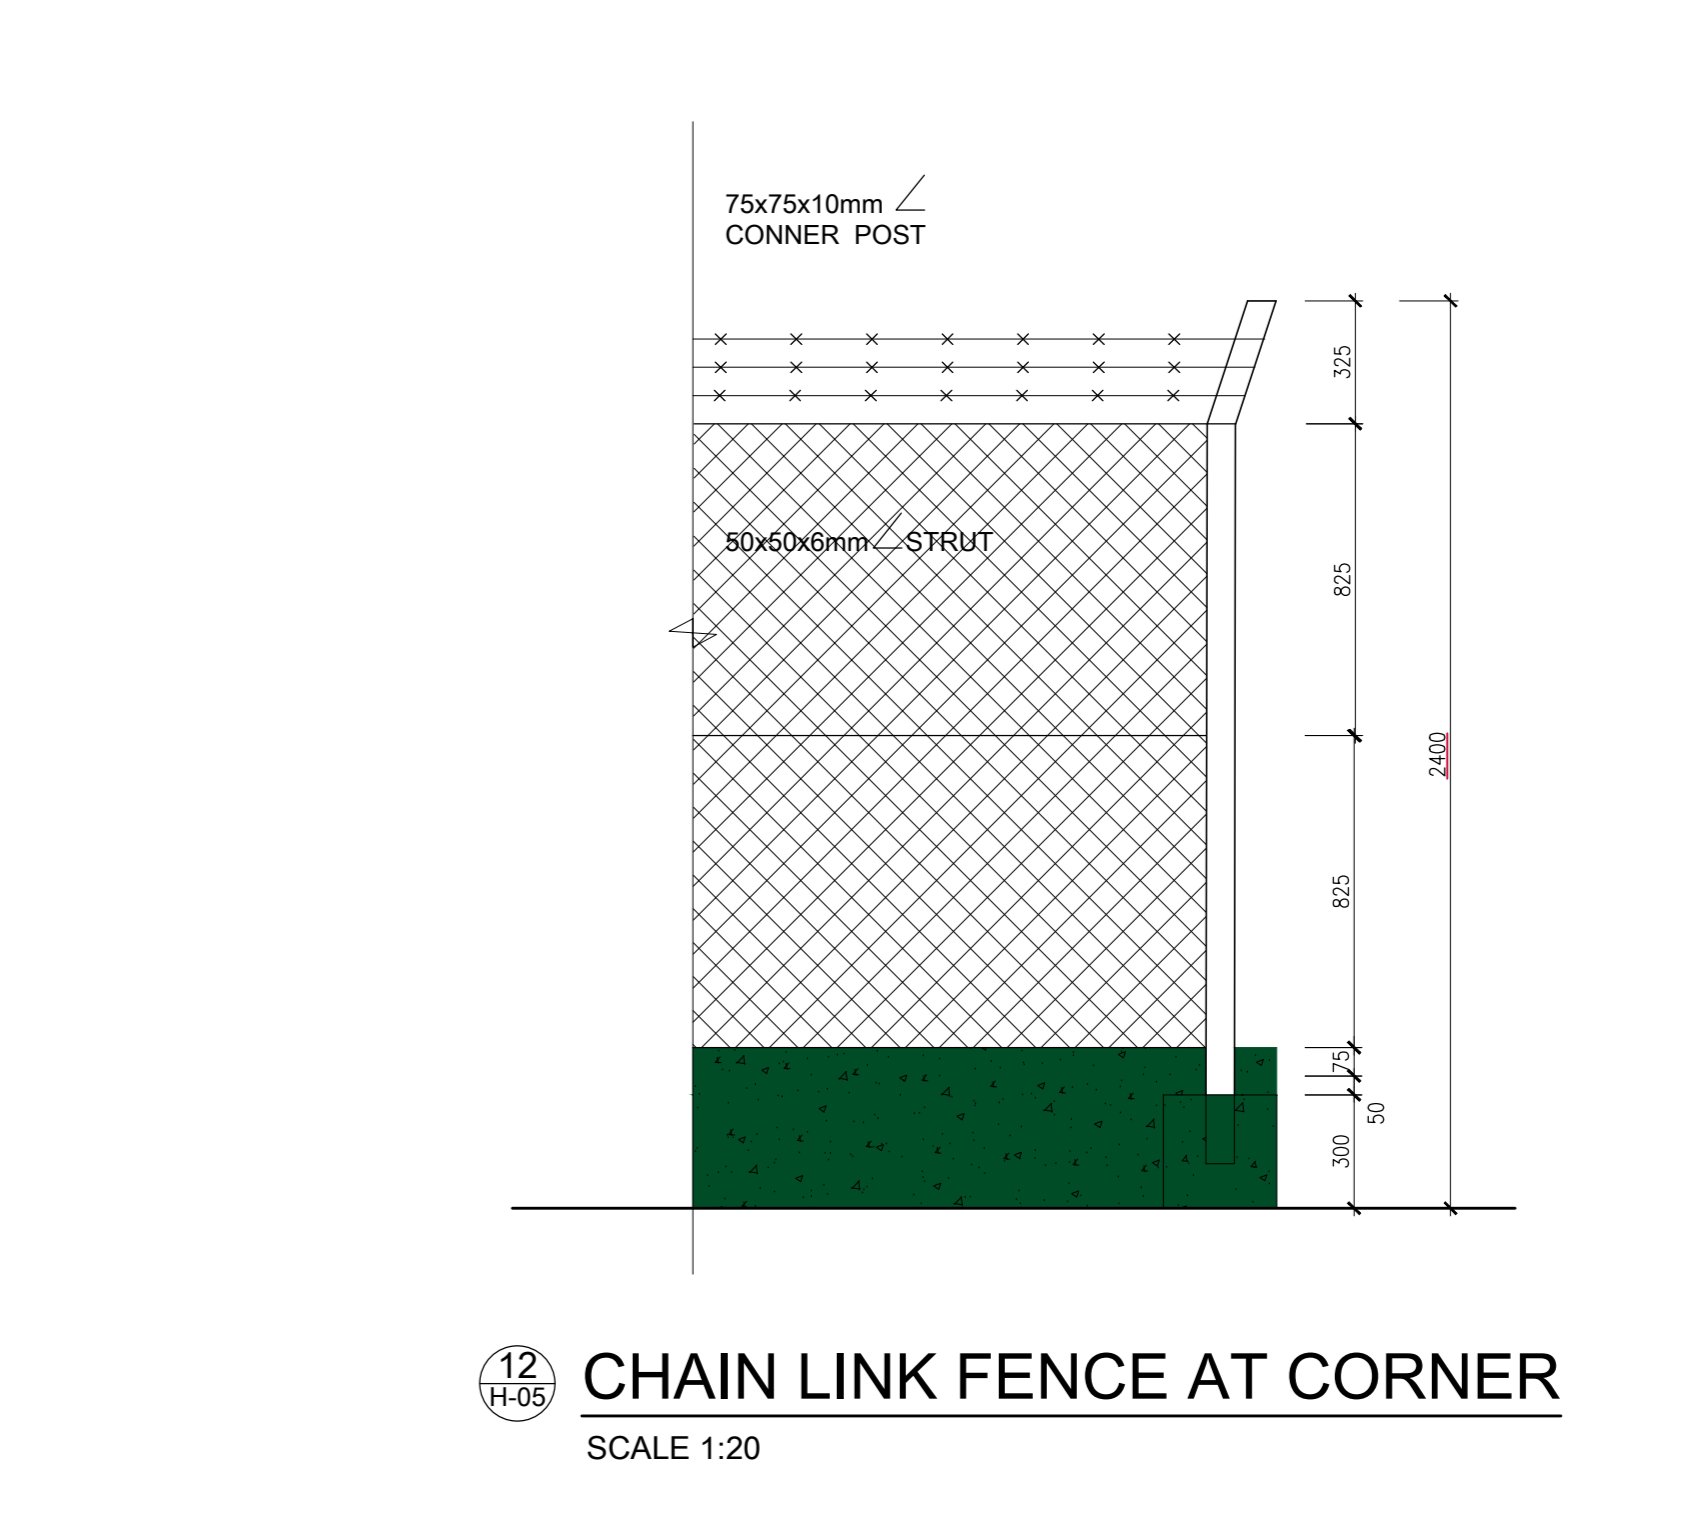 75x75x10mm
CONNER POST
325
50x50x6mm STRUT
825
2400
825
75
50
300
12
H-05
CHAIN LINK FENCE AT CORNER
SCALE 1:20